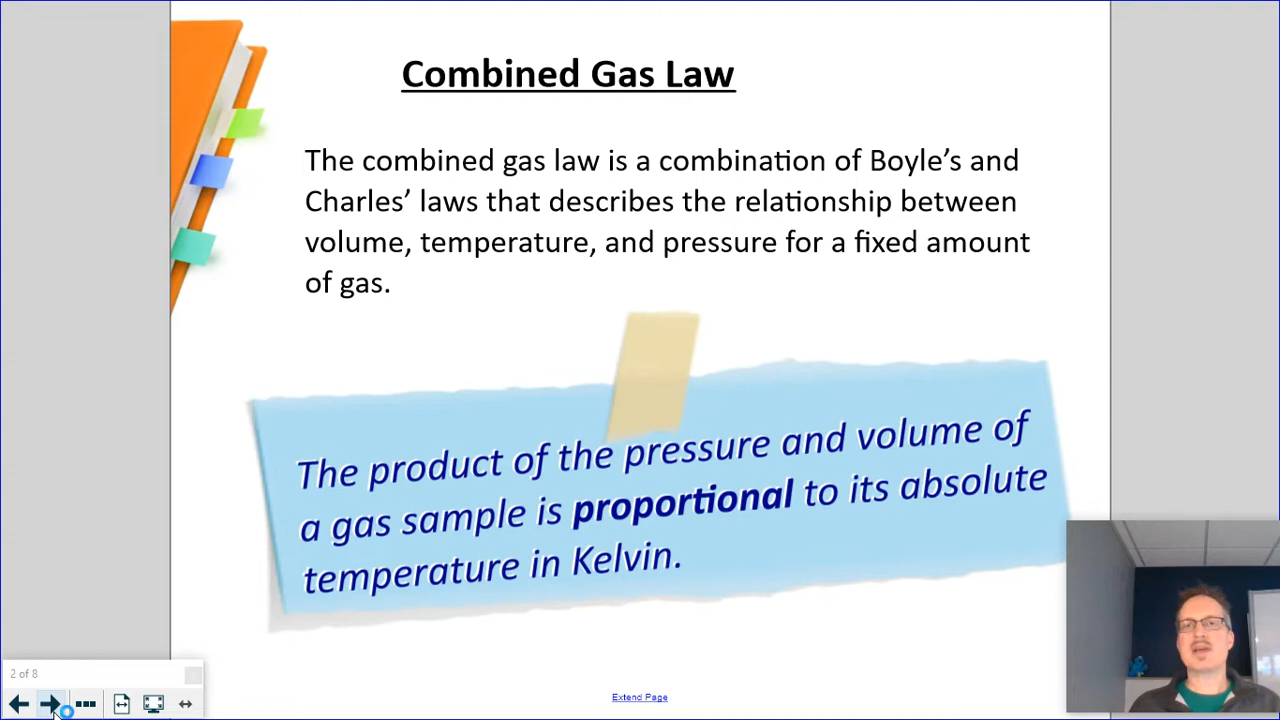 Combined Gas Law
The combined gas law is a combination of Boyle’s and
Charles’ laws that describes the relationship between
volume, temperature, and pressure for a fixed amount
of gas.
The product of the pressure and volume of
a gas sample is proportional to its absolute
temperature in Kelvin.
2 of 8
Extend Page